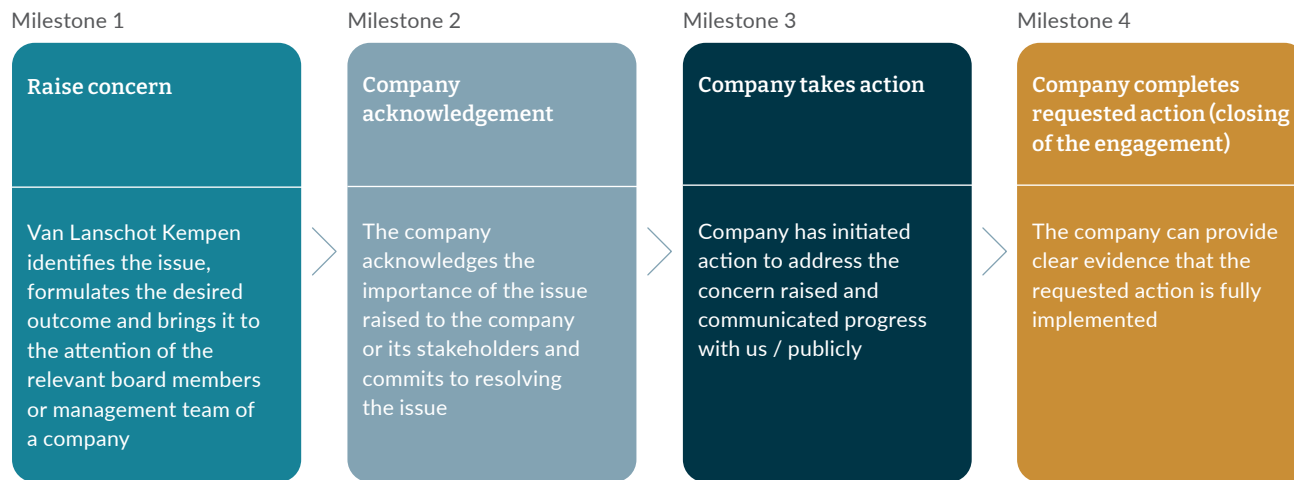 Milestone 1
Raise concern
Van Lanschot Kempen
identifies the issue,
formulates the desired
outcome and brings it to
the attention of the
relevant board members
or management team of
a company
Milestone 2
Company
acknowledgement
The company
acknowledges the
importance of the issue
raised to the company
or its stakeholders and
commits to resolving
the issue
Milestone 3
Company takes action
Company has initiated
action to address the
concern raised and
communicated progress
with us / publicly
Milestone 4
Company completes
requested action (closing
of the engagement)
The company can provide
clear evidence that the
requested action is fully
implemented